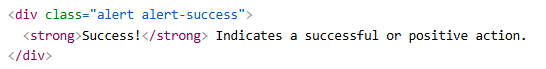 <div class="alert alert-success">
  <strong>Success!</strong> Indicates a successful or positive action.
</div>